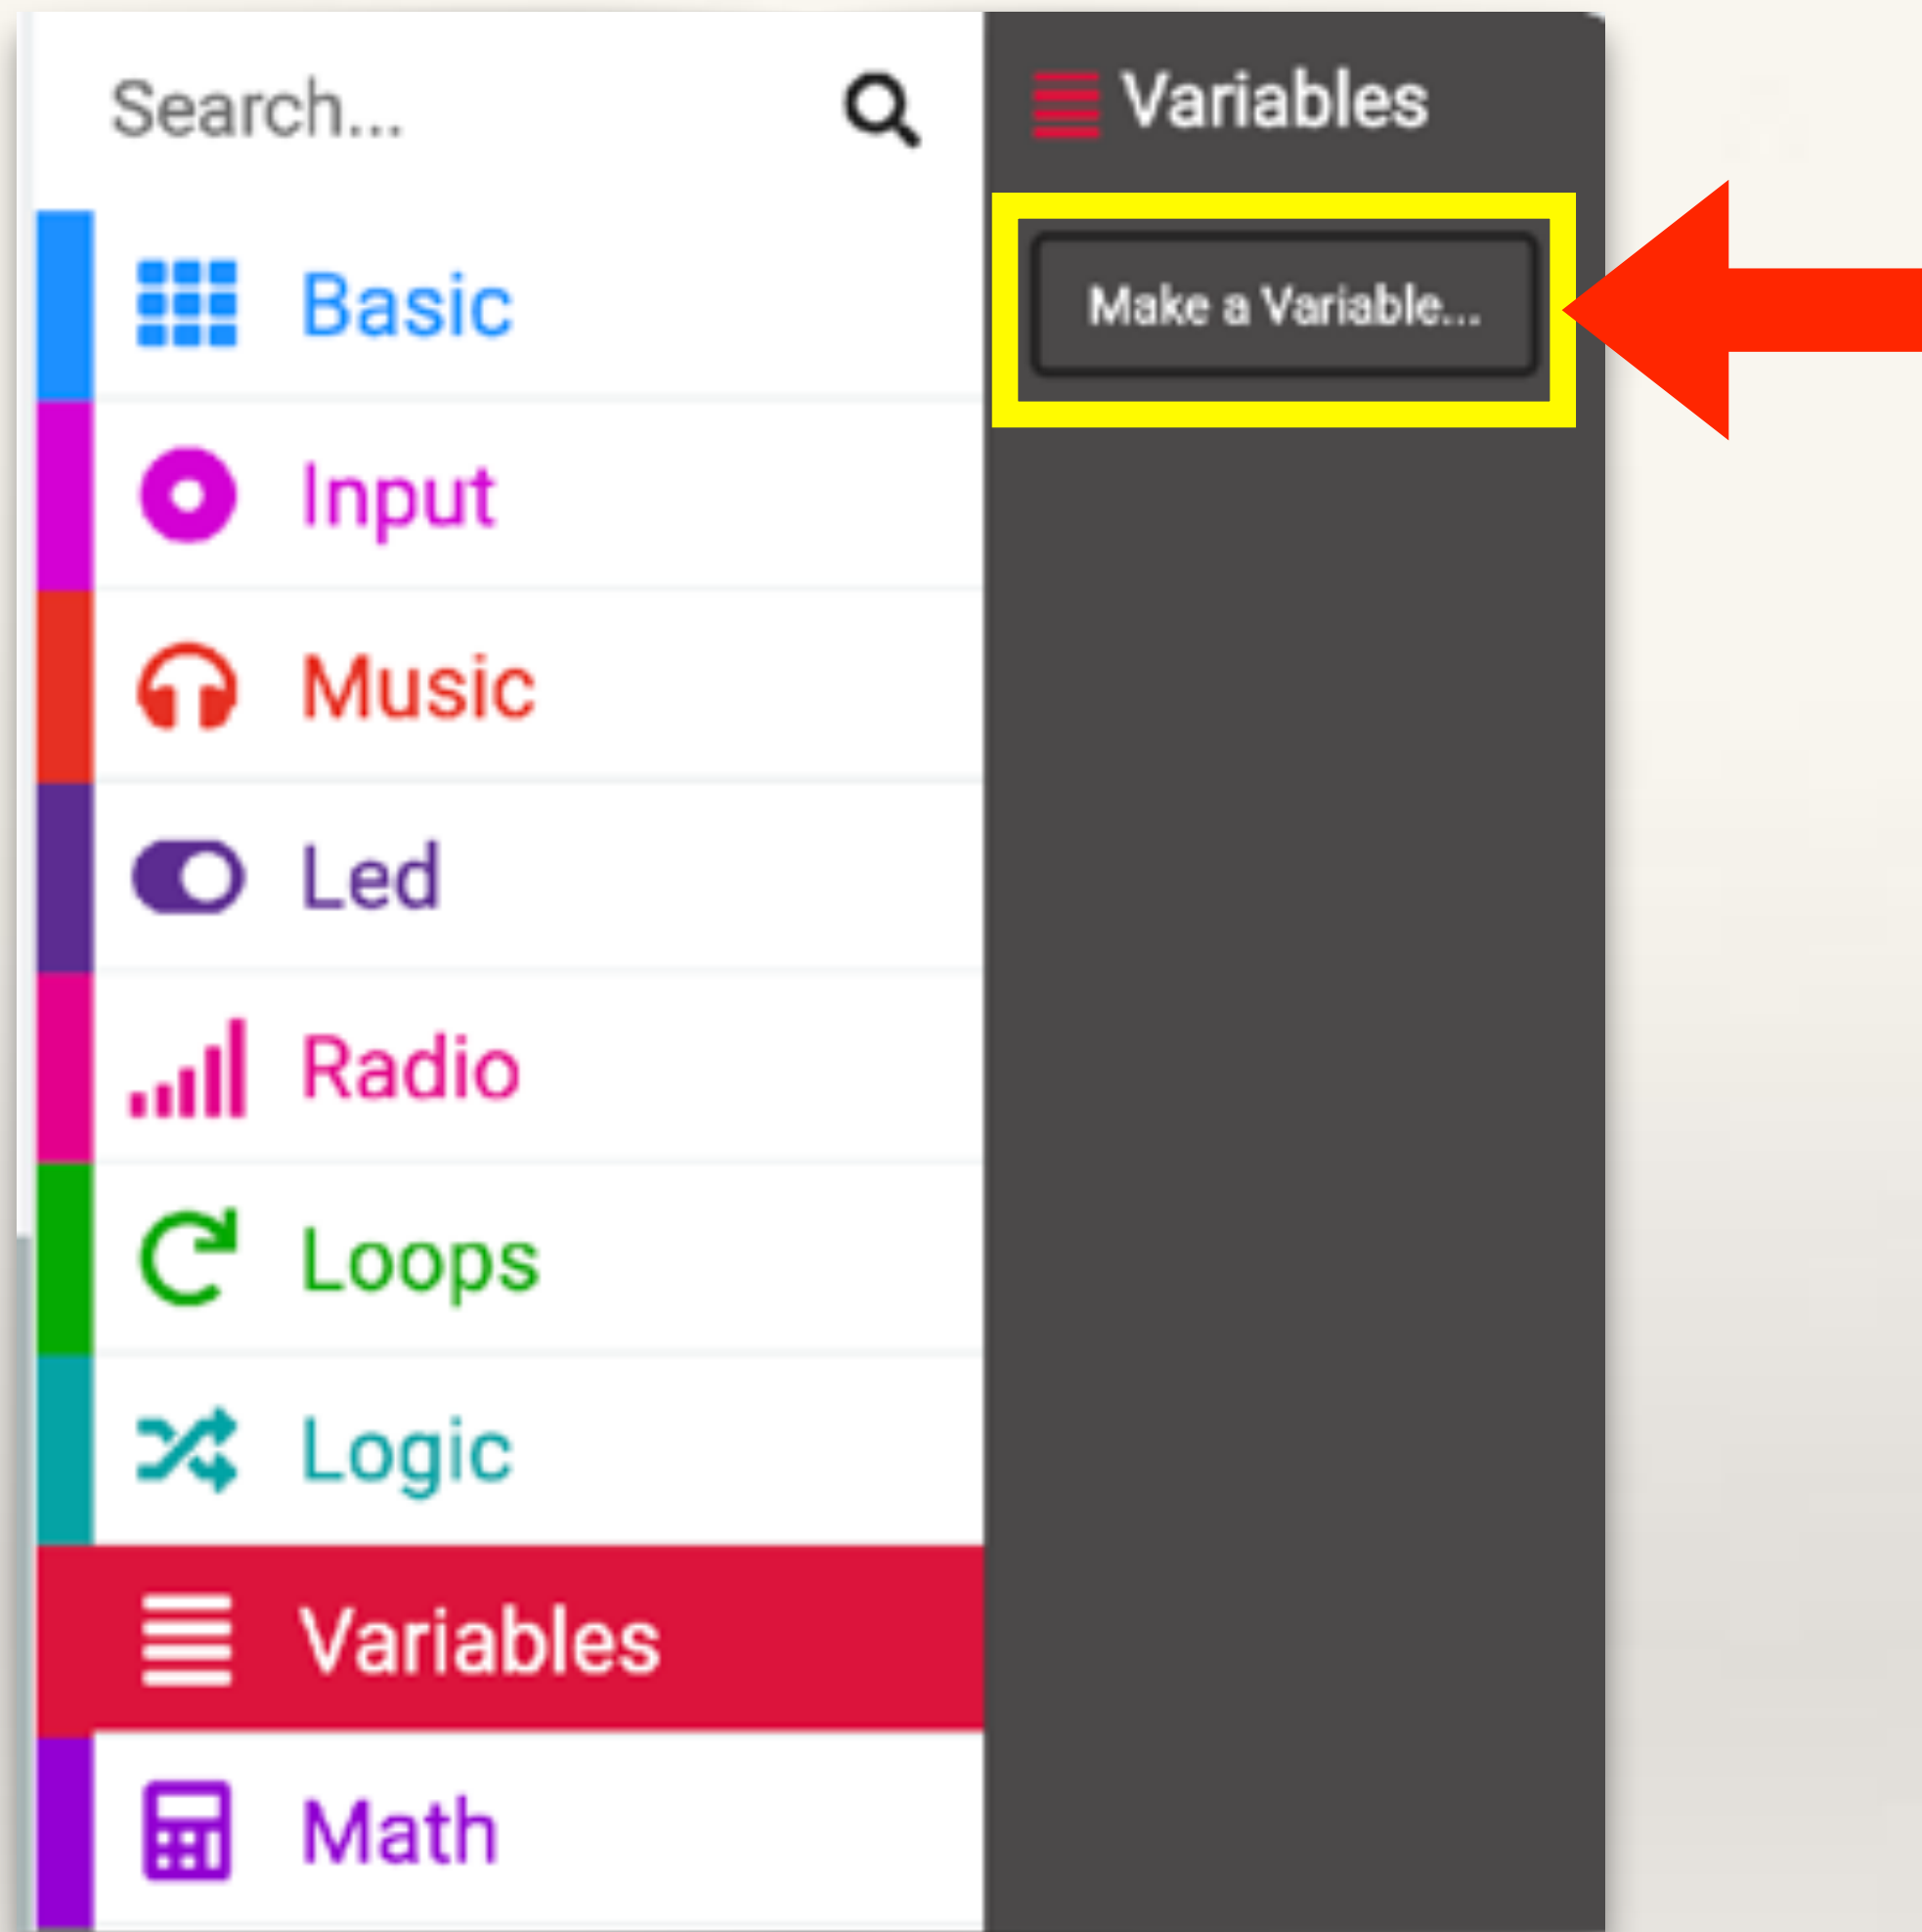 Search...
Basic
Input
Music
Led
Radio
Loops
Logic
Variables
Math
Variables
Make a Variable...